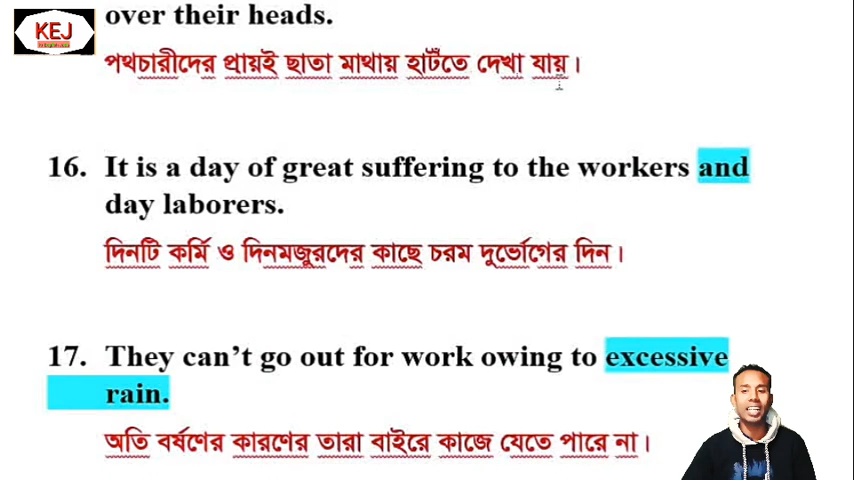 KEJ
over their heads.
পথচারীদের প্রায়ই ছাতা মাথায় হাটঁতে দেখা যায়।
16. It is a day of great suffering to the workers and
day laborers.
দিনটি কর্মি ও দিনমজুরদের কাছে চরম দুর্ভোগের দিন।
17. They can’t go out for work owing to excessive
rain.
অতি বর্ষণের কারণের তারা বাইরে কাজে যেতে পারে না।